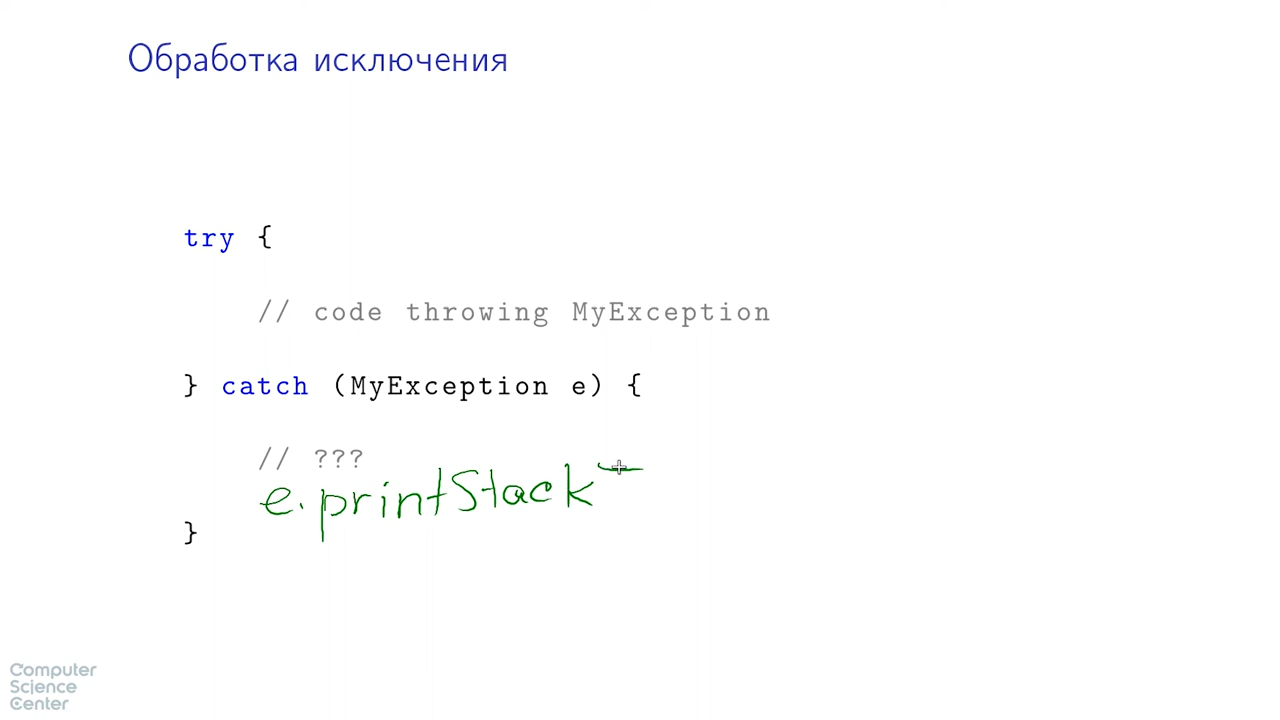 Обработка исключения
try {
// code throwing MyException
} catch (MyException e) {
// ???
e.printStack
}
Computer
Science
Center